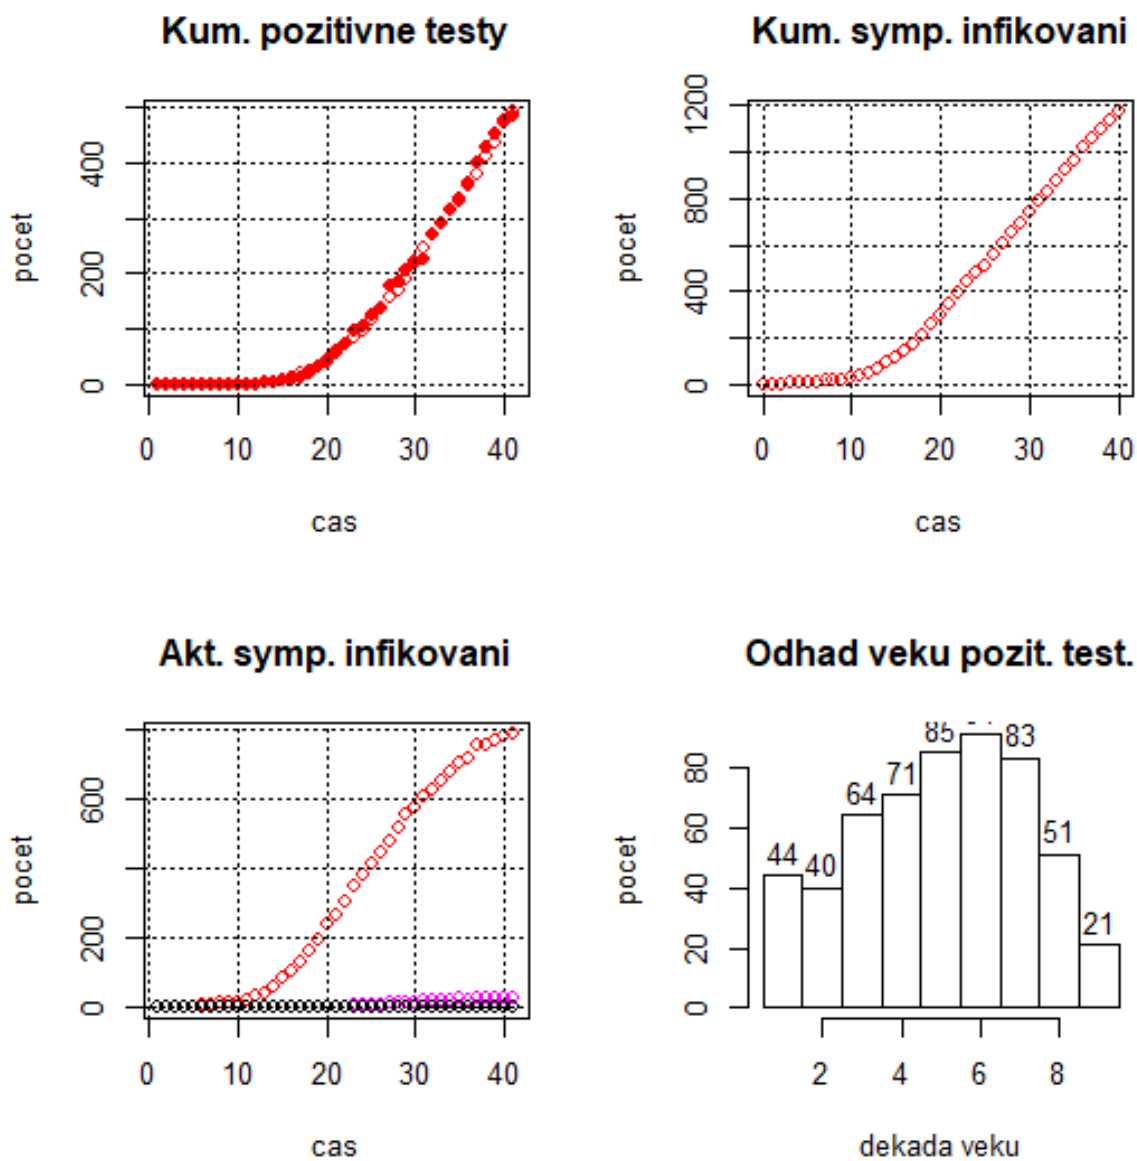 Kum. pozitivne testy
pocet
0 200 400
0 10 20 30 40
cas
Kum. symp. infikovani
pocet
0 400 800 1200
0 10 20 30 40
cas
Akt. symp. infikovani
pocet
0 200 600
0 10 20 30 40
cas
Odhad veku pozit. test.
pocet
0 20 40 60 80
44 40 64 71 85 83 51 21
2 4 6 8
dekada veku